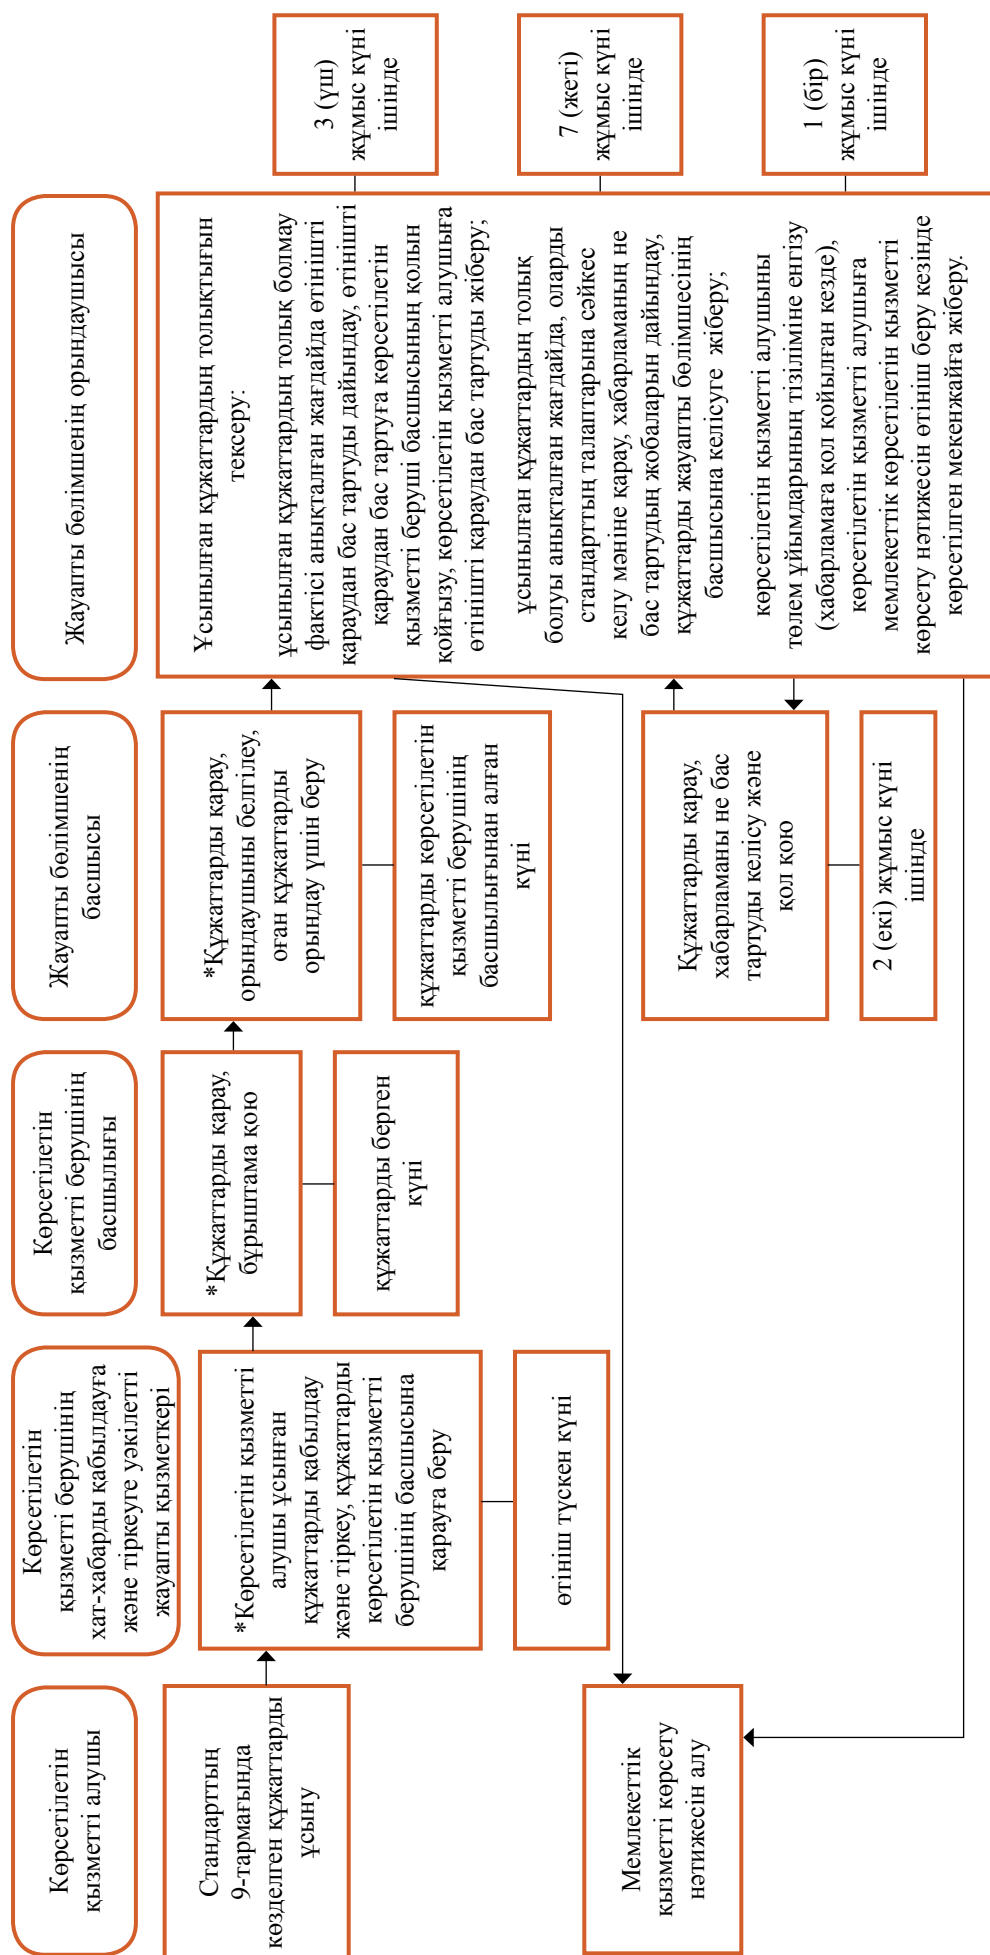 Көрсетілетін
қызметті алушы
Көрсетілетін
қызметті берушінің
хат-хабарды қабылдауға
және тіркеуге уәкілетті
жауапты қызметкері
Көрсетілетін
қызметті берушінің
басшылығы
Жауапты бөлімшенің
басшысы
Жауапты бөлімшенің орындаушысы
Стандарттың
9-тармағында
көзделген құжаттарды
ұсыну
*Көрсетілетін қызметті
алушы ұсынған
құжаттарды қабылдау
және тіркеу, құжаттарды
көрсетілетін қызметті
берушінің басшысына
қарауға беру
өтініш түскен күні
*Құжаттарды қарау,
бұрыштама қою
құжаттарды берген
күні
*Құжаттарды қарау,
орындаушыны белгілеу,
оған құжаттарды
орындау үшін беру
құжаттарды көрсетілетін
қызметті берушінің
басшылығынан алған
күні
Ұсынылған құжаттардың толықтығын
тексеру:
ұсынылған құжаттардың толық болмау
фактісі анықталған жағдайда өтінішті
қараудан бас тартуды дайындау, өтінішті
қараудан бас тартуға көрсетілетін
қызметті беруші басшысының қолын
қойғызу, көрсетілетін қызметті алушыға
өтінішті қараудан бас тартуды жіберу;
ұсынылған құжаттардың толық
болуы анықталған жағдайда, оларды
стандарттың талаптарына сәйкес
келу мәніне қарау, хабарламаның не
бас тартудың жобаларын дайындау,
құжаттарды жауапты бөлімшесінің
басшысына келісуге жіберу;
көрсетілетін қызметті алушыны
төлем ұйымдарының тізіліміне енгізу
(хабарламаға қол қойылған кезде),
көрсетілетін қызметті алушыға
мемлекеттік көрсетілетін қызметті
көрсету нәтижесін өтініш беру кезінде
көрсетілген мекенжайға жіберу.
3 (үш)
жұмыс күні
ішінде
7 (жеті)
жұмыс күні
ішінде
1 (бір)
жұмыс күні
ішінде
Құжаттарды қарау,
хабарламаны не бас
тартуды келісу және
қол қою
2 (екі) жұмыс күні
ішінде
Мемлекеттік
қызметті көрсету
нәтижесін алу